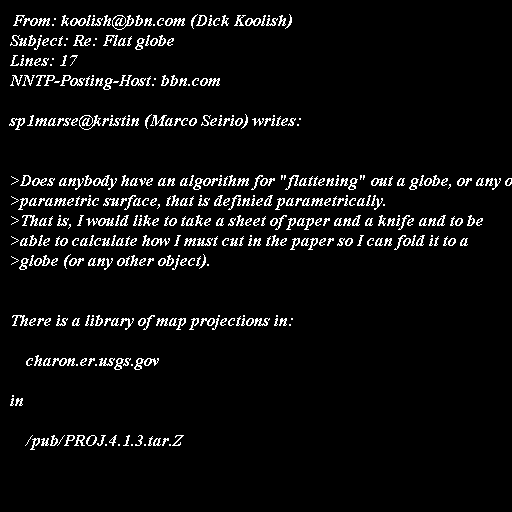 From: koolish@bbn.com (Dick Koolish)
Subject: Re: Flat globe
Lines: 17
NNTP-Posting-Host: bbn.com
sp1marse@kristin (Marco Seirio) writes:
>Does anybody have an algorithm for "flattening" out a globe, or any o
>parametric surface, that is definied parametrically.
>That is, I would like to take a sheet of paper and a knife and to be
>able to calculate how I must cut in the paper so I can fold it to a
>globe (or any other object).
There is a library of map projections in:
charon.er.usgs.gov
in
/pub/PROJ.4.1.3.tar.Z